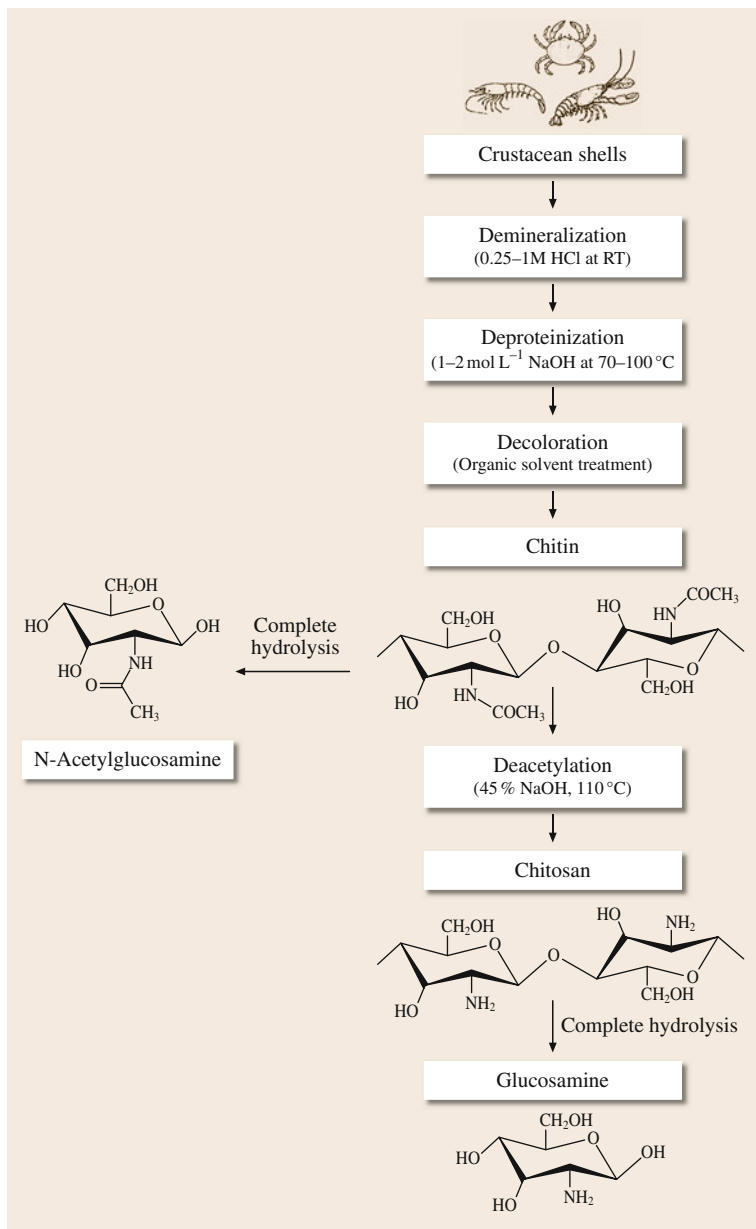 Crustacean shells
Demineralization
(0.25–1M HCl at RT)
Deproteinization
(1–2 mol L⁻¹ NaOH at 70–100 °C
Decoloration
(Organic solvent treatment)
Chitin
CH₂OH
O
HO
OH
HO
NH
O
CH₃
N-Acetylglucosamine
Complete
hydrolysis
CH₂OH
O
HO
HN
COCH₃
O
HO
HN
COCH₃
O
CH₂OH
Deacetylation
(45 % NaOH, 110 °C)
Chitosan
CH₂OH
O
HO
NH₂
O
HO
NH₂
O
CH₂OH
Complete hydrolysis
Glucosamine
CH₂OH
O
HO
OH
HO
NH₂